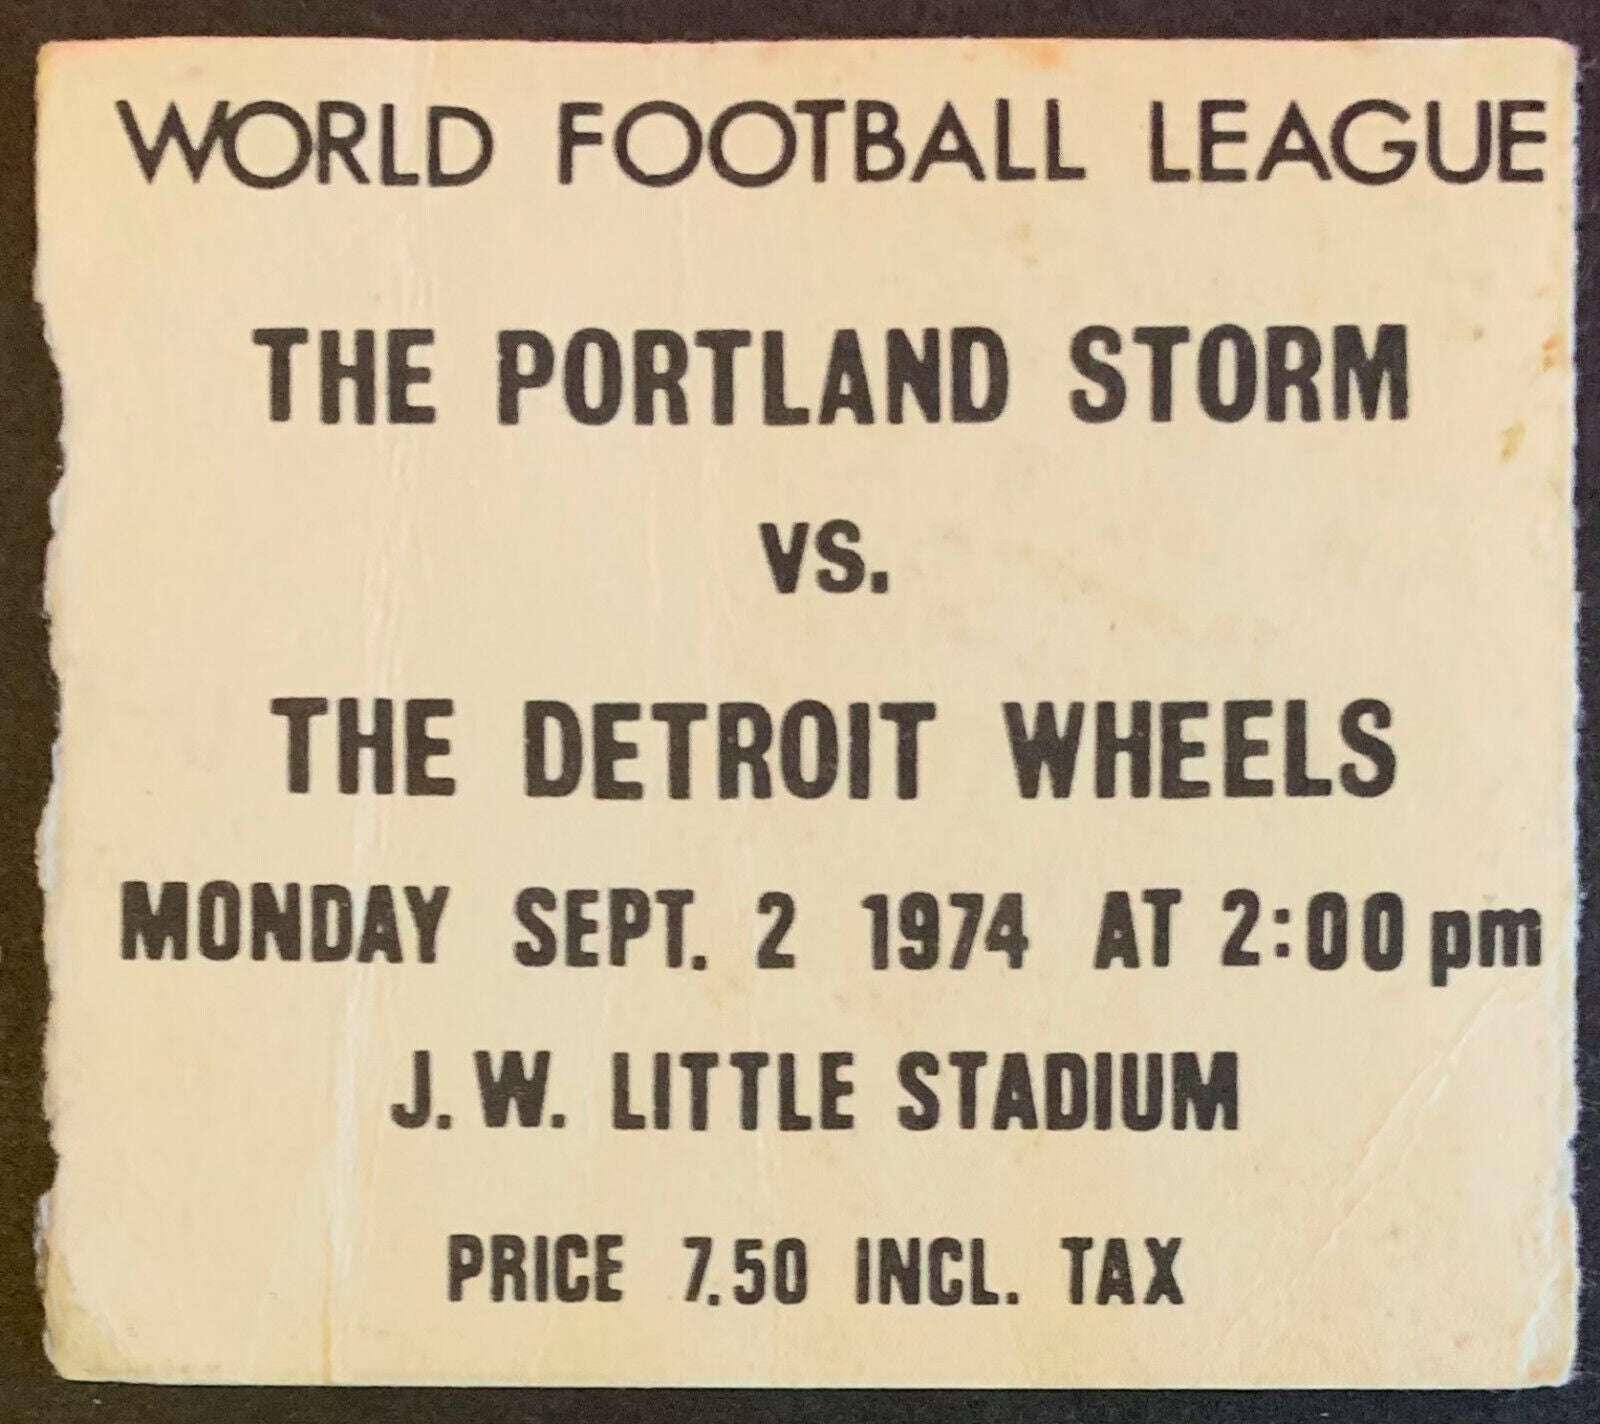 WORLD FOOTBALL LEAGUE
THE PORTLAND STORM
VS.
THE DETROIT WHEELS
MONDAY SEPT. 2 1974 AT 2:00 pm
J. W. LITTLE STADIUM
PRICE 7.50 INCL. TAX